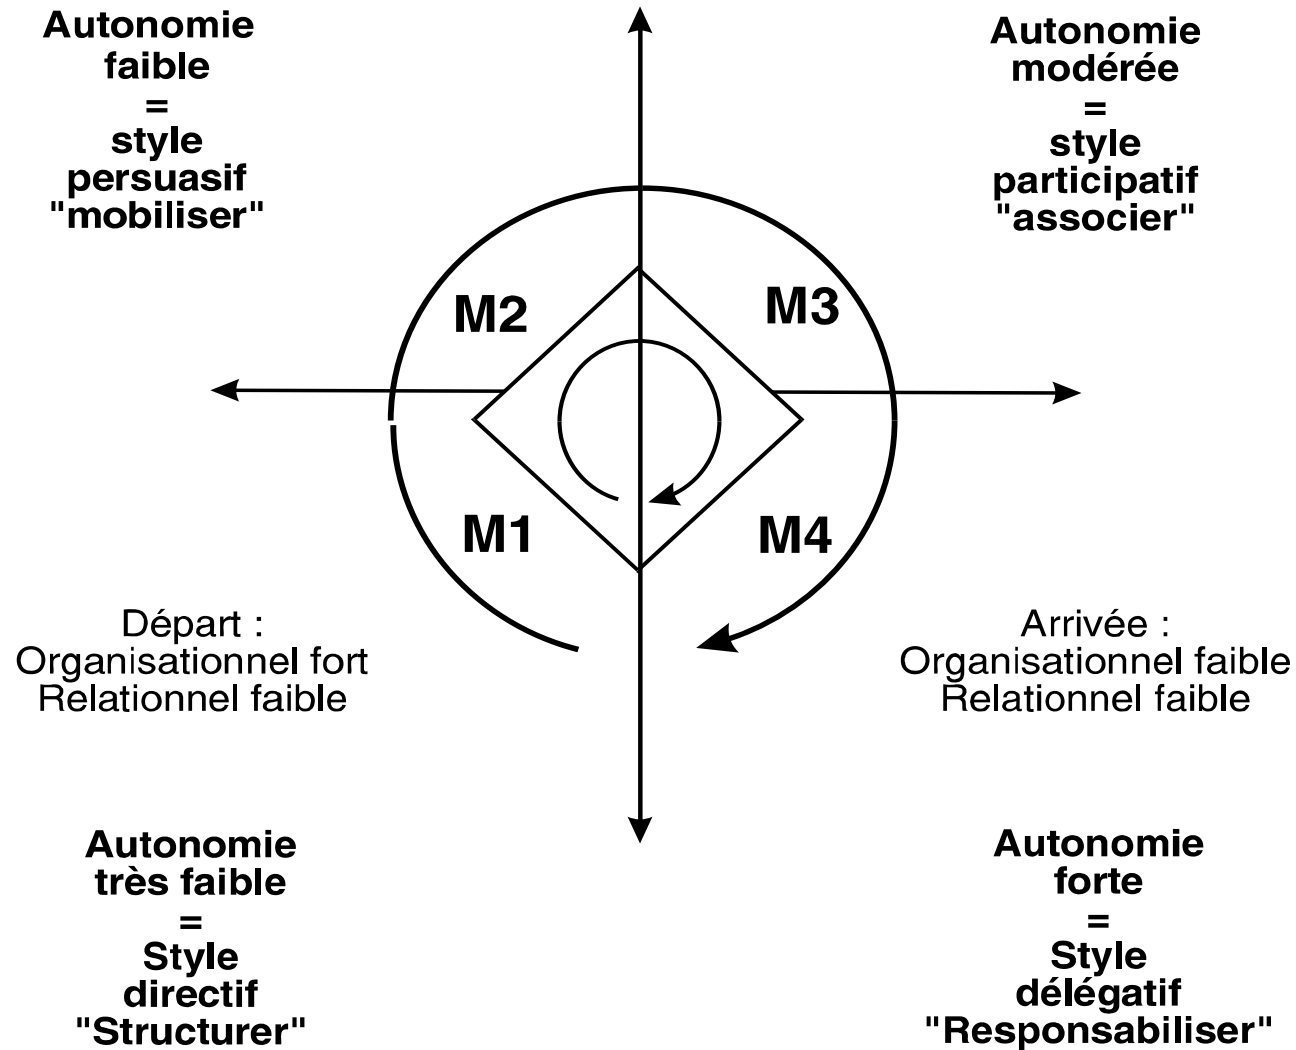 Autonomie
faible
=
style
persuasif
"mobiliser"
Autonomie
modérée
=
style
participatif
"associer"
M2
M3
M1
M4
Départ :
Organisationnel fort
Relationnel faible
Arrivée :
Organisationnel faible
Relationnel faible
Autonomie
très faible
=
Style
directif
"Structurer"
Autonomie
forte
=
Style
délégatif
"Responsabiliser"